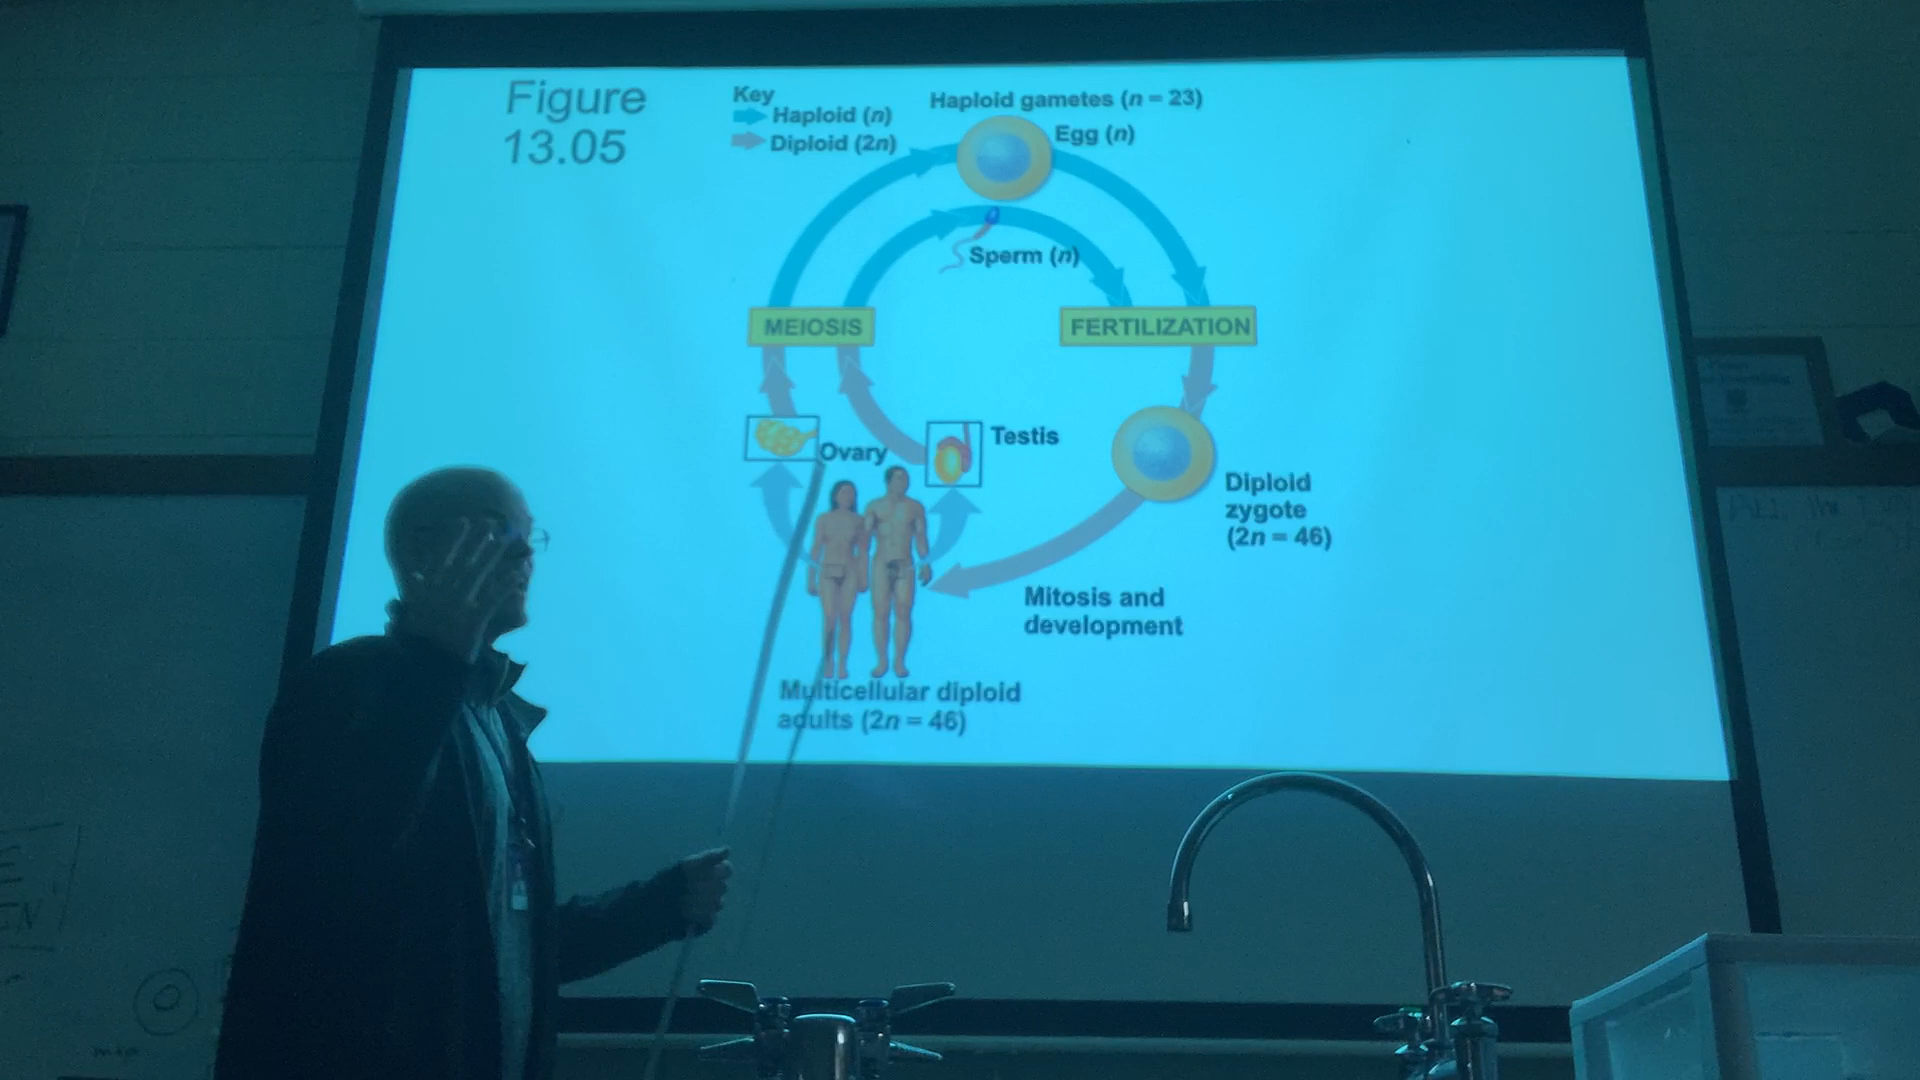 Figure
13.05
Key
Haploid (n)
Diploid (2n)
Haploid gametes (n = 23)
Egg (n)
Sperm (n)
MEIOSIS
FERTILIZATION
Ovary
Testis
Diploid
zygote
(2n = 46)
Mitosis and
development
Multicellular diploid
adults (2n = 46)